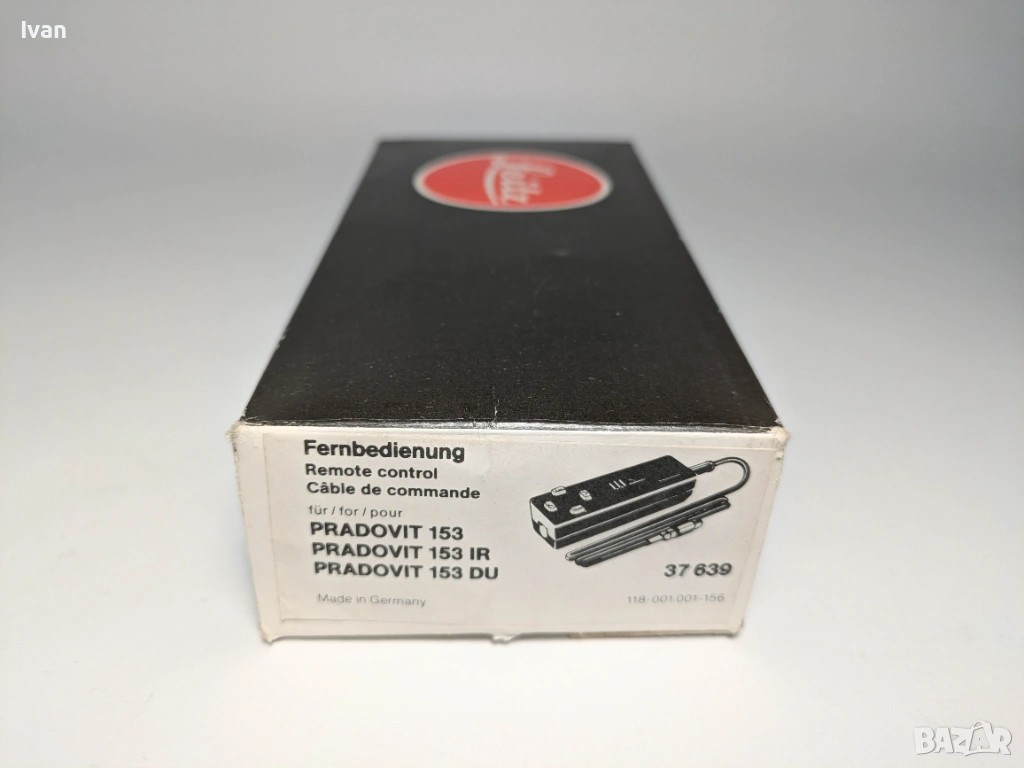 Ivan
Leitz
Fernbedienung
Remote control
Câble de commande
für / for / pour
PRADOVIT 153
PRADOVIT 153 IR
PRADOVIT 153 DU
37 639
Made in Germany
118-001.001-156
BAZAR